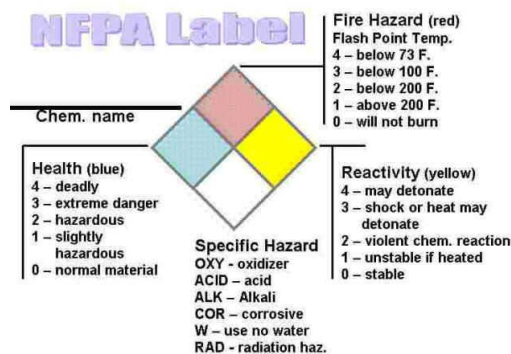 NFPA Label
Fire Hazard (red)
Flash Point Temp.
4 – below 73 F.
3 – below 100 F.
2 – below 200 F.
1 – above 200 F.
0 – will not burn
Chem. name
Health (blue)
4 – deadly
3 – extreme danger
2 – hazardous
1 – slightly
hazardous
0 – normal material
Reactivity (yellow)
4 – may detonate
3 – shock or heat may
detonate
2 – violent chem. reaction
1 – unstable if heated
0 – stable
Specific Hazard
OXY - oxidizer
ACID – acid
ALK – Alkali
COR – corrosive
W – use no water
RAD - radiation haz.